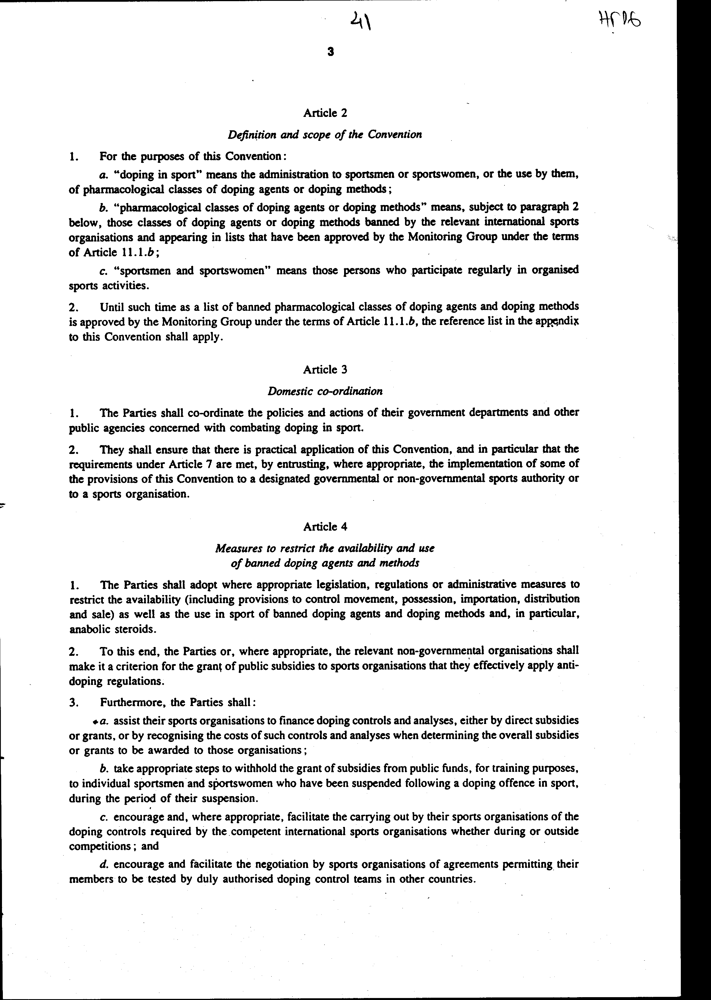 41
3
Article 2
Definition and scope of the Convention
1. For the purposes of this Convention:
a. “doping in sport” means the administration to sportsmen or sportswomen, or the use by them,
of pharmacological classes of doping agents or doping methods;
b. “pharmacological classes of doping agents or doping methods” means, subject to paragraph 2
below, those classes of doping agents or doping methods banned by the relevant international sports
organisations and appearing in lists that have been approved by the Monitoring Group under the terms
of Article 11.1.b;
c. “sportsmen and sportswomen” means those persons who participate regularly in organised
sports activities.
2. Until such time as a list of banned pharmacological classes of doping agents and doping methods
is approved by the Monitoring Group under the terms of Article 11.1.b, the reference list in the appendix
to this Convention shall apply.
Article 3
Domestic co-ordination
1. The Parties shall co-ordinate the policies and actions of their government departments and other
public agencies concerned with combating doping in sport.
2. They shall ensure that there is practical application of this Convention, and in particular that the
requirements under Article 7 are met, by entrusting, where appropriate, the implementation of some of
the provisions of this Convention to a designated governmental or non-governmental sports authority or
to a sports organisation.
Article 4
Measures to restrict the availability and use
of banned doping agents and methods
1. The Parties shall adopt where appropriate legislation, regulations or administrative measures to
restrict the availability (including provisions to control movement, possession, importation, distribution
and sale) as well as the use in sport of banned doping agents and doping methods and, in particular,
anabolic steroids.
2. To this end, the Parties or, where appropriate, the relevant non-governmental organisations shall
make it a criterion for the grant of public subsidies to sports organisations that they effectively apply anti-
doping regulations.
3. Furthermore, the Parties shall:
a. assist their sports organisations to finance doping controls and analyses, either by direct subsidies
or grants, or by recognising the costs of such controls and analyses when determining the overall subsidies
or grants to be awarded to those organisations;
b. take appropriate steps to withhold the grant of subsidies from public funds, for training purposes,
to individual sportsmen and sportswomen who have been suspended following a doping offence in sport,
during the period of their suspension.
c. encourage and, where appropriate, facilitate the carrying out by their sports organisations of the
doping controls required by the competent international sports organisations whether during or outside
competitions; and
d. encourage and facilitate the negotiation by sports organisations of agreements permitting their
members to be tested by duly authorised doping control teams in other countries.